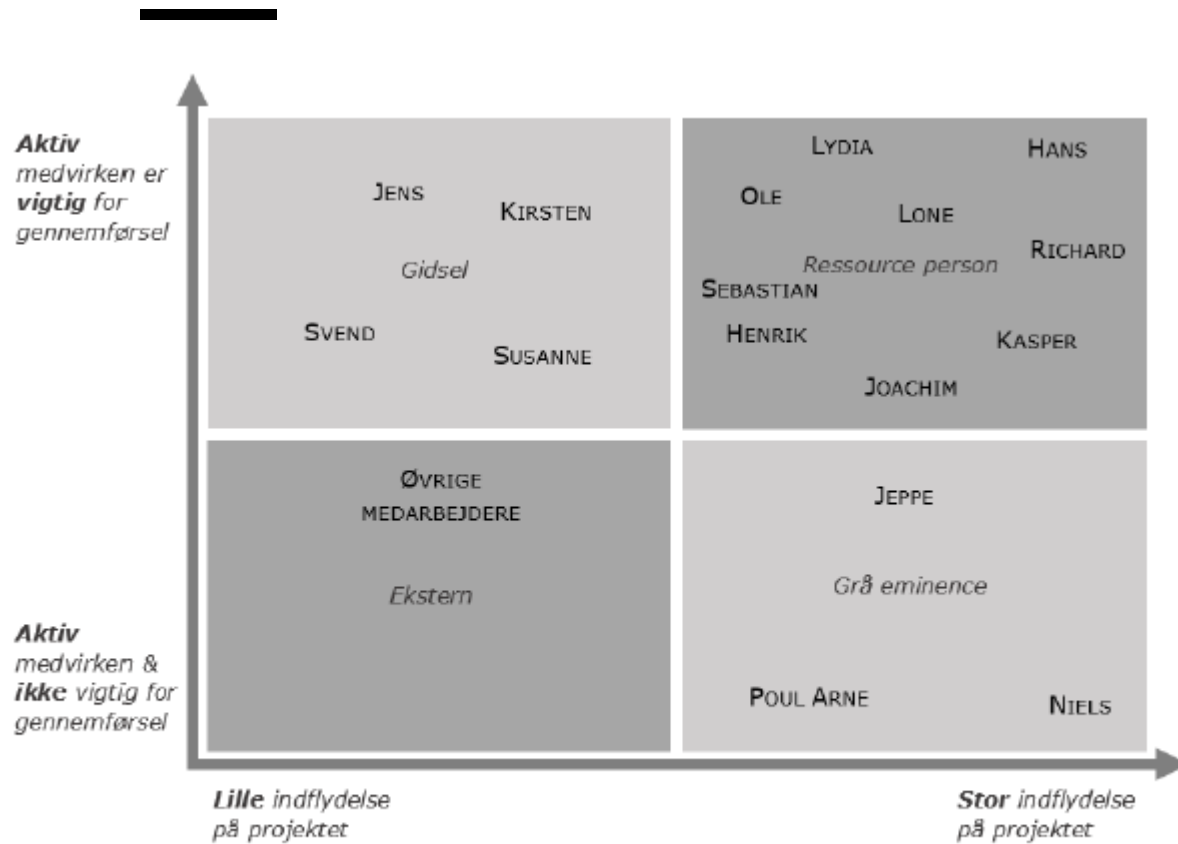 Aktiv
medvirken er
vigtig for
gennemførsel
LYDIA
HANS
JENS
KIRSTEN
OLE
LONE
RICHARD
Gidsel
Ressource person
SEBASTIAN
SVEND
HENRIK
KASPER
SUSANNE
JOACHIM
ØVRIGE
MEDARBEJDERE
JEPPE
Ekstern
Grå eminence
Aktiv
medvirken &
ikke vigtig for
gennemførsel
POUL ARNE
NIELS
Lille indflydelse
på projektet
Stor indflydelse
på projektet